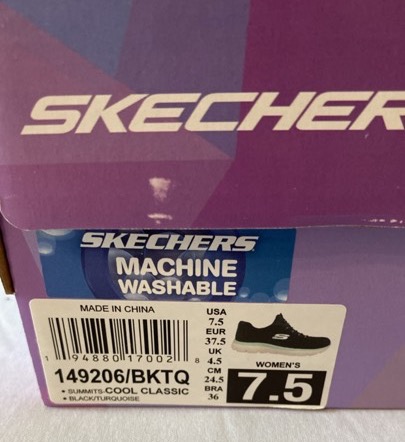 SKECHER
SKECHERS
MACHINE
WASHABLE
MADE IN CHINA
1 94880 17002 8
149206/BKTQ
• SUMMITS-COOL CLASSIC
• BLACK/TURQUOISE
USA
7.5
EUR
37.5
UK
4.5
CM
24.5
BRA
36
S
WOMEN'S
7.5